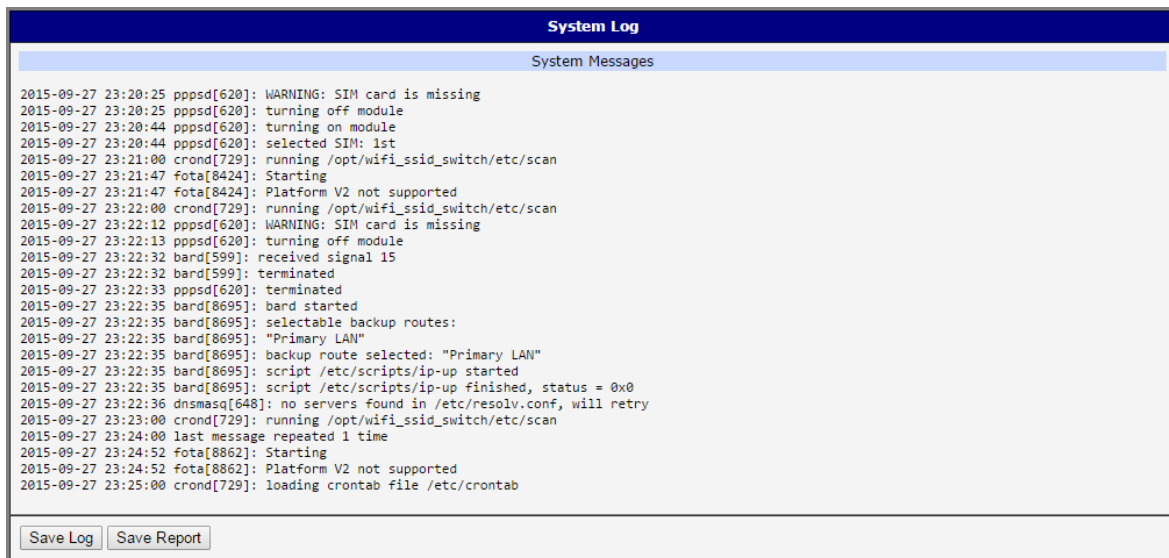 System Log
System Messages
2015-09-27 23:20:25 pppsd[620]: WARNING: SIM card is missing
2015-09-27 23:20:25 pppsd[620]: turning off module
2015-09-27 23:20:44 pppsd[620]: turning on module
2015-09-27 23:20:44 pppsd[620]: selected SIM: 1st
2015-09-27 23:21:00 crond[729]: running /opt/wifi_ssid_switch/etc/scan
2015-09-27 23:21:47 fota[8424]: Starting
2015-09-27 23:21:47 fota[8424]: Platform V2 not supported
2015-09-27 23:22:00 crond[729]: running /opt/wifi_ssid_switch/etc/scan
2015-09-27 23:22:12 pppsd[620]: WARNING: SIM card is missing
2015-09-27 23:22:13 pppsd[620]: turning off module
2015-09-27 23:22:32 bard[599]: received signal 15
2015-09-27 23:22:32 bard[599]: terminated
2015-09-27 23:22:33 pppsd[620]: terminated
2015-09-27 23:22:35 bard[8695]: bard started
2015-09-27 23:22:35 bard[8695]: selectable backup routes:
2015-09-27 23:22:35 bard[8695]: "Primary LAN"
2015-09-27 23:22:35 bard[8695]: backup route selected: "Primary LAN"
2015-09-27 23:22:35 bard[8695]: script /etc/scripts/ip-up started
2015-09-27 23:22:35 bard[8695]: script /etc/scripts/ip-up finished, status = 0x0
2015-09-27 23:22:36 dnsmasq[648]: no servers found in /etc/resolv.conf, will retry
2015-09-27 23:23:00 crond[729]: running /opt/wifi_ssid_switch/etc/scan
2015-09-27 23:24:00 last message repeated 1 time
2015-09-27 23:24:52 fota[8862]: Starting
2015-09-27 23:24:52 fota[8862]: Platform V2 not supported
2015-09-27 23:25:00 crond[729]: loading crontab file /etc/crontab
Save Log Save Report